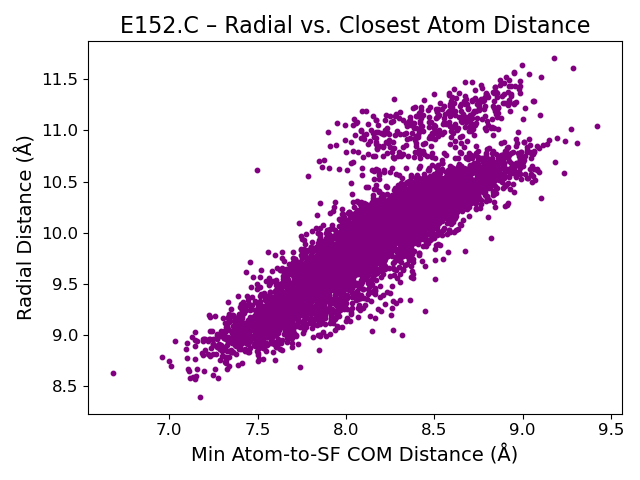 E152.C – Radial vs. Closest Atom Distance
Radial Distance (Å)
11.5
11.0
10.5
10.0
9.5
9.0
8.5
7.0 7.5 8.0 8.5 9.0 9.5
Min Atom-to-SF COM Distance (Å)